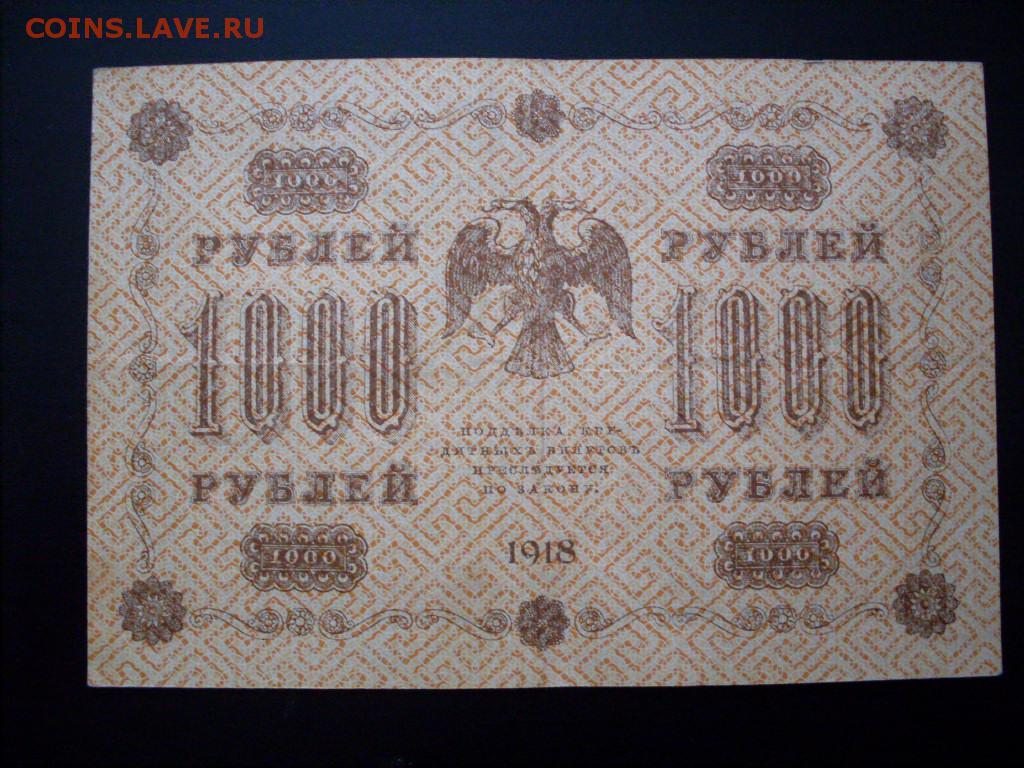 COINS.LAVE.RU
1000 1000
РУБЛЕЙ РУБЛЕЙ
1000 1000
ПОДДѢЛКА КРЕ-
ДИТНЫХЪ БИЛЕТОВЪ
ПРЕСЛѢДУЕТСЯ
ПО ЗАКОНУ.
РУБЛЕЙ РУБЛЕЙ
1000 1918 1000